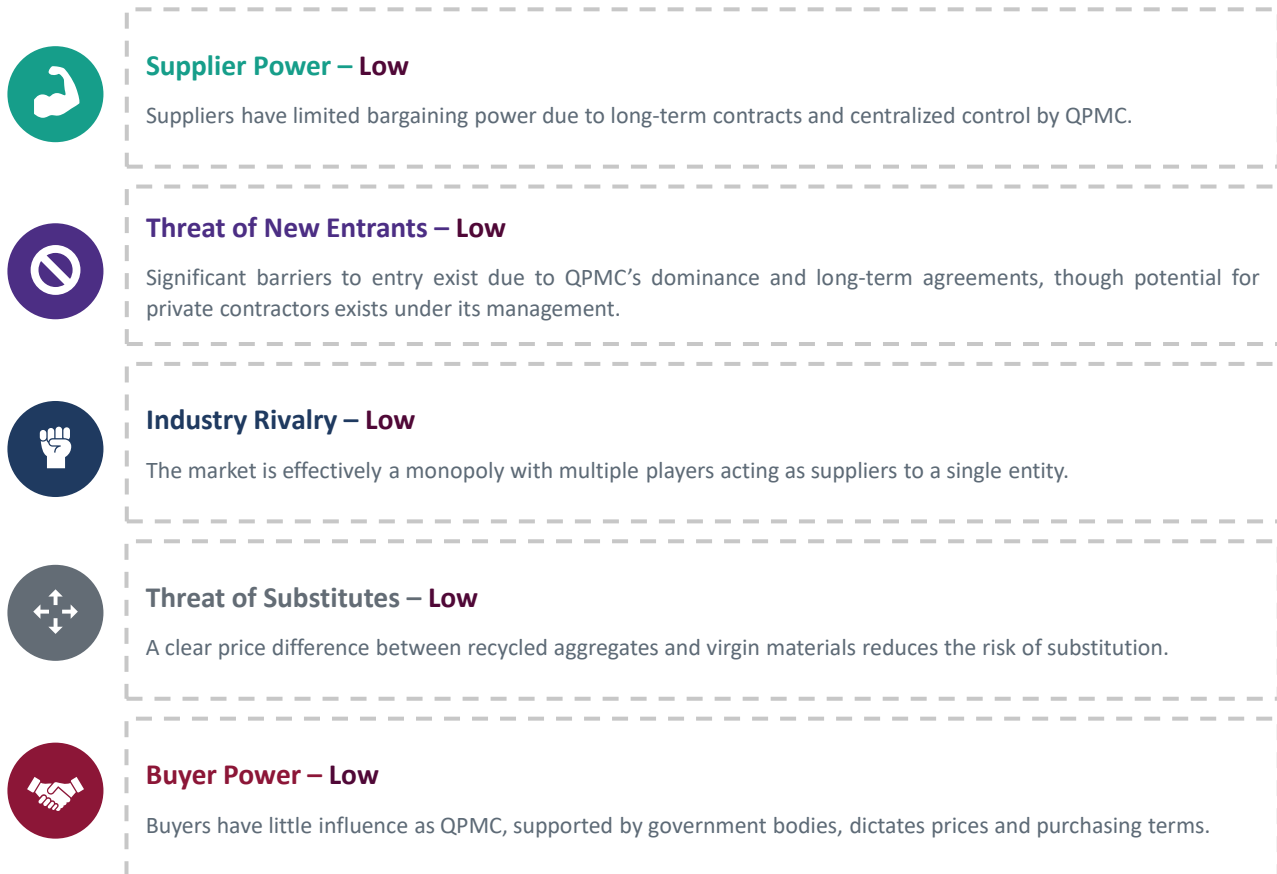 Supplier Power – Low
Suppliers have limited bargaining power due to long-term contracts and centralized control by QPMC.
Threat of New Entrants – Low
Significant barriers to entry exist due to QPMC’s dominance and long-term agreements, though potential for
private contractors exists under its management.
Industry Rivalry – Low
The market is effectively a monopoly with multiple players acting as suppliers to a single entity.
Threat of Substitutes – Low
A clear price difference between recycled aggregates and virgin materials reduces the risk of substitution.
Buyer Power – Low
Buyers have little influence as QPMC, supported by government bodies, dictates prices and purchasing terms.